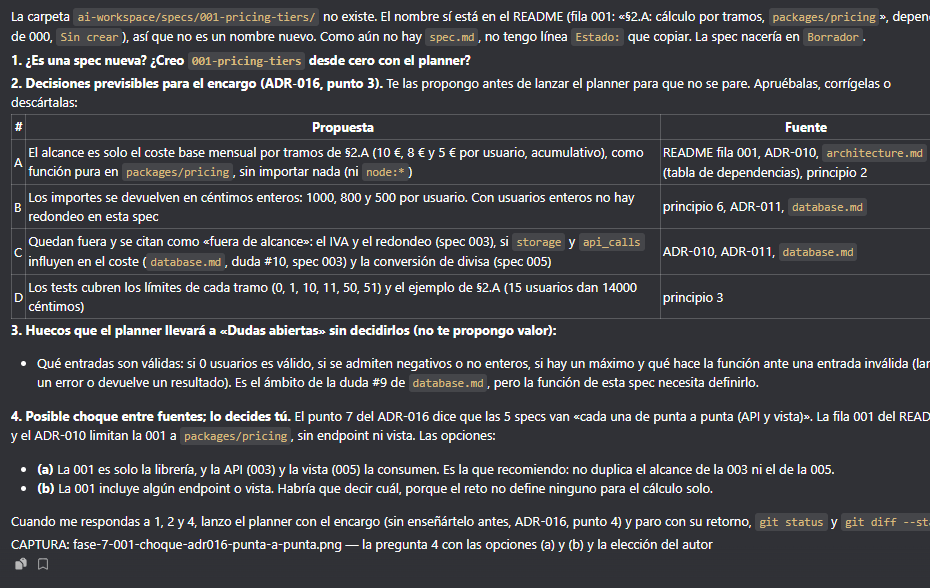 La carpeta ai-workspace/specs/001-pricing-tiers/ no existe. El nombre sí está en el README (fila 001: «§2.A: cálculo por tramos, packages/pricing», depen
de 000, Sin crear), así que no es un nombre nuevo. Como aún no hay spec.md, no tengo línea Estado: que copiar. La spec nacería en Borrador.
1. ¿Es una spec nueva? ¿Creo 001-pricing-tiers desde cero con el planner?
2. Decisiones previsibles para el encargo (ADR-016, punto 3). Te las propongo antes de lanzar el planner para que no se pare. Apruébalas, corrígelas o
descártalas:
# Propuesta Fuente
A El alcance es solo el coste base mensual por tramos de §2.A (10 €, 8 € y 5 € por usuario, acumulativo), como README fila 001, ADR-010, architecture.md
función pura en packages/pricing, sin importar nada (ni node:*) (tabla de dependencias), principio 2
B Los importes se devuelven en céntimos enteros: 1000, 800 y 500 por usuario. Con usuarios enteros no hay principio 6, ADR-011, database.md
redondeo en esta spec
C Quedan fuera y se citan como «fuera de alcance»: el IVA y el redondeo (spec 003), si storage y api_calls ADR-010, ADR-011, database.md
influyen en el coste (database.md, duda #10, spec 003) y la conversión de divisa (spec 005)
D Los tests cubren los límites de cada tramo (0, 1, 10, 11, 50, 51) y el ejemplo de §2.A (15 usuarios dan 14000 principio 3
céntimos)
3. Huecos que el planner llevará a «Dudas abiertas» sin decidirlos (no te propongo valor):
• Qué entradas son válidas: si 0 usuarios es válido, si se admiten negativos o no enteros, si hay un máximo y qué hace la función ante una entrada inválida (lan
un error o devuelve un resultado). Es el ámbito de la duda #9 de database.md, pero la función de esta spec necesita definirlo.
4. Posible choque entre fuentes; lo decides tú. El punto 7 del ADR-016 dice que las 5 specs van «cada una de punta a punta (API y vista)». La fila 001 del READ
y el ADR-010 limitan la 001 a packages/pricing, sin endpoint ni vista. Las opciones:
• (a) La 001 es solo la librería, y la API (003) y la vista (005) la consumen. Es la que recomiendo: no duplica el alcance de la 003 ni el de la 005.
• (b) La 001 incluye algún endpoint o vista. Habría que decir cuál, porque el reto no define ninguno para el cálculo solo.
Cuando me respondas a 1, 2 y 4, lanzo el planner con el encargo (sin enseñártelo antes, ADR-016, punto 4) y paro con su retorno, git status y git diff --sta
CAPTURA: fase-7-001-choque-adr016-punta-a-punta.png — la pregunta 4 con las opciones (a) y (b) y la elección del autor